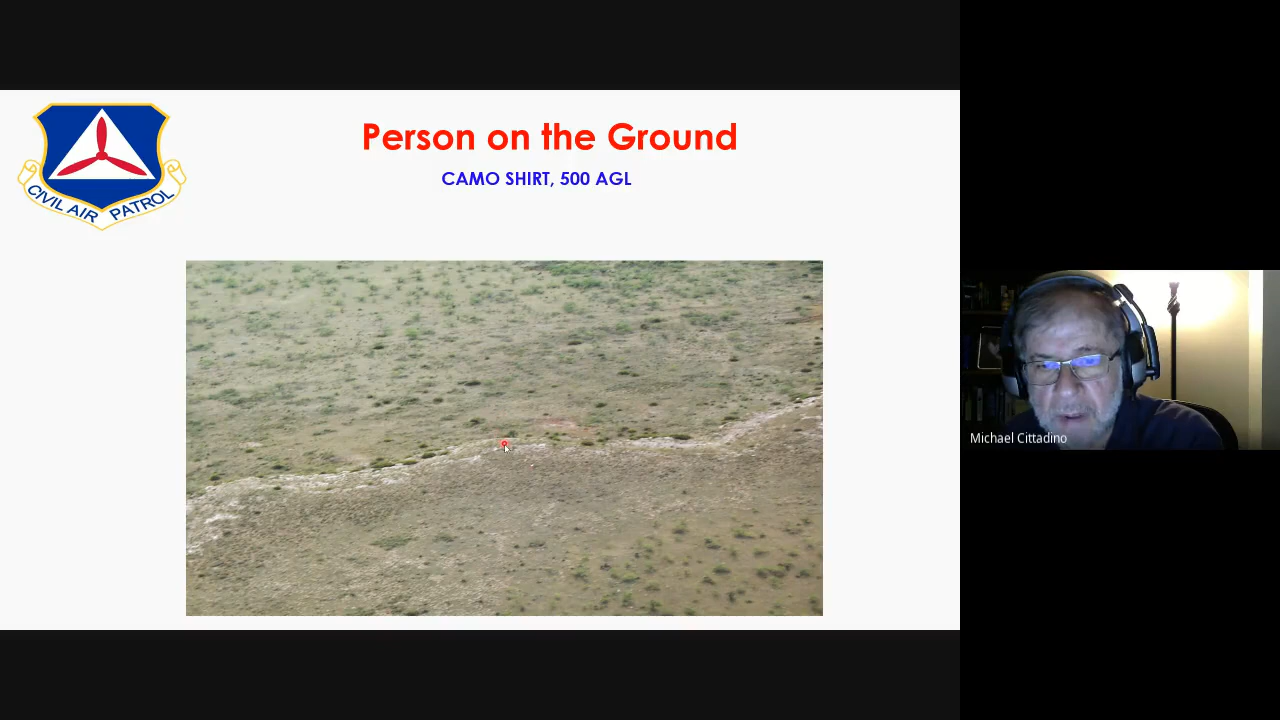 Person on the Ground
CAMO SHIRT, 500 AGL
CIVIL AIR PATROL
Michael Cittadino